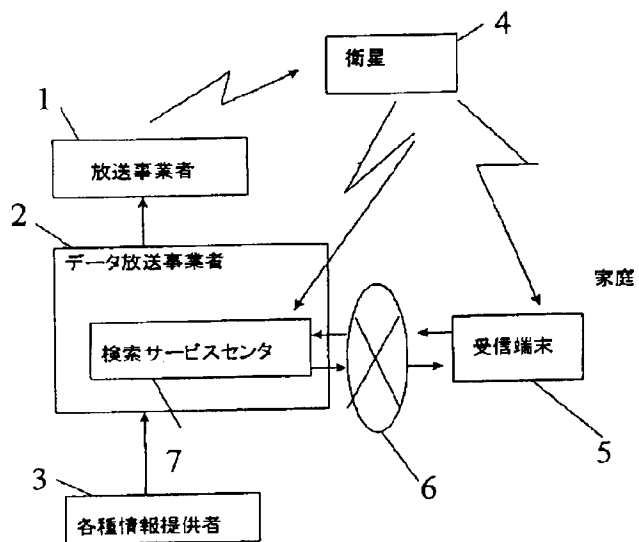 衛星
4
1
放送事業者
2
データ放送事業者
家庭
検索サービスセンタ
受信端末
7
6
5
3
各種情報提供者